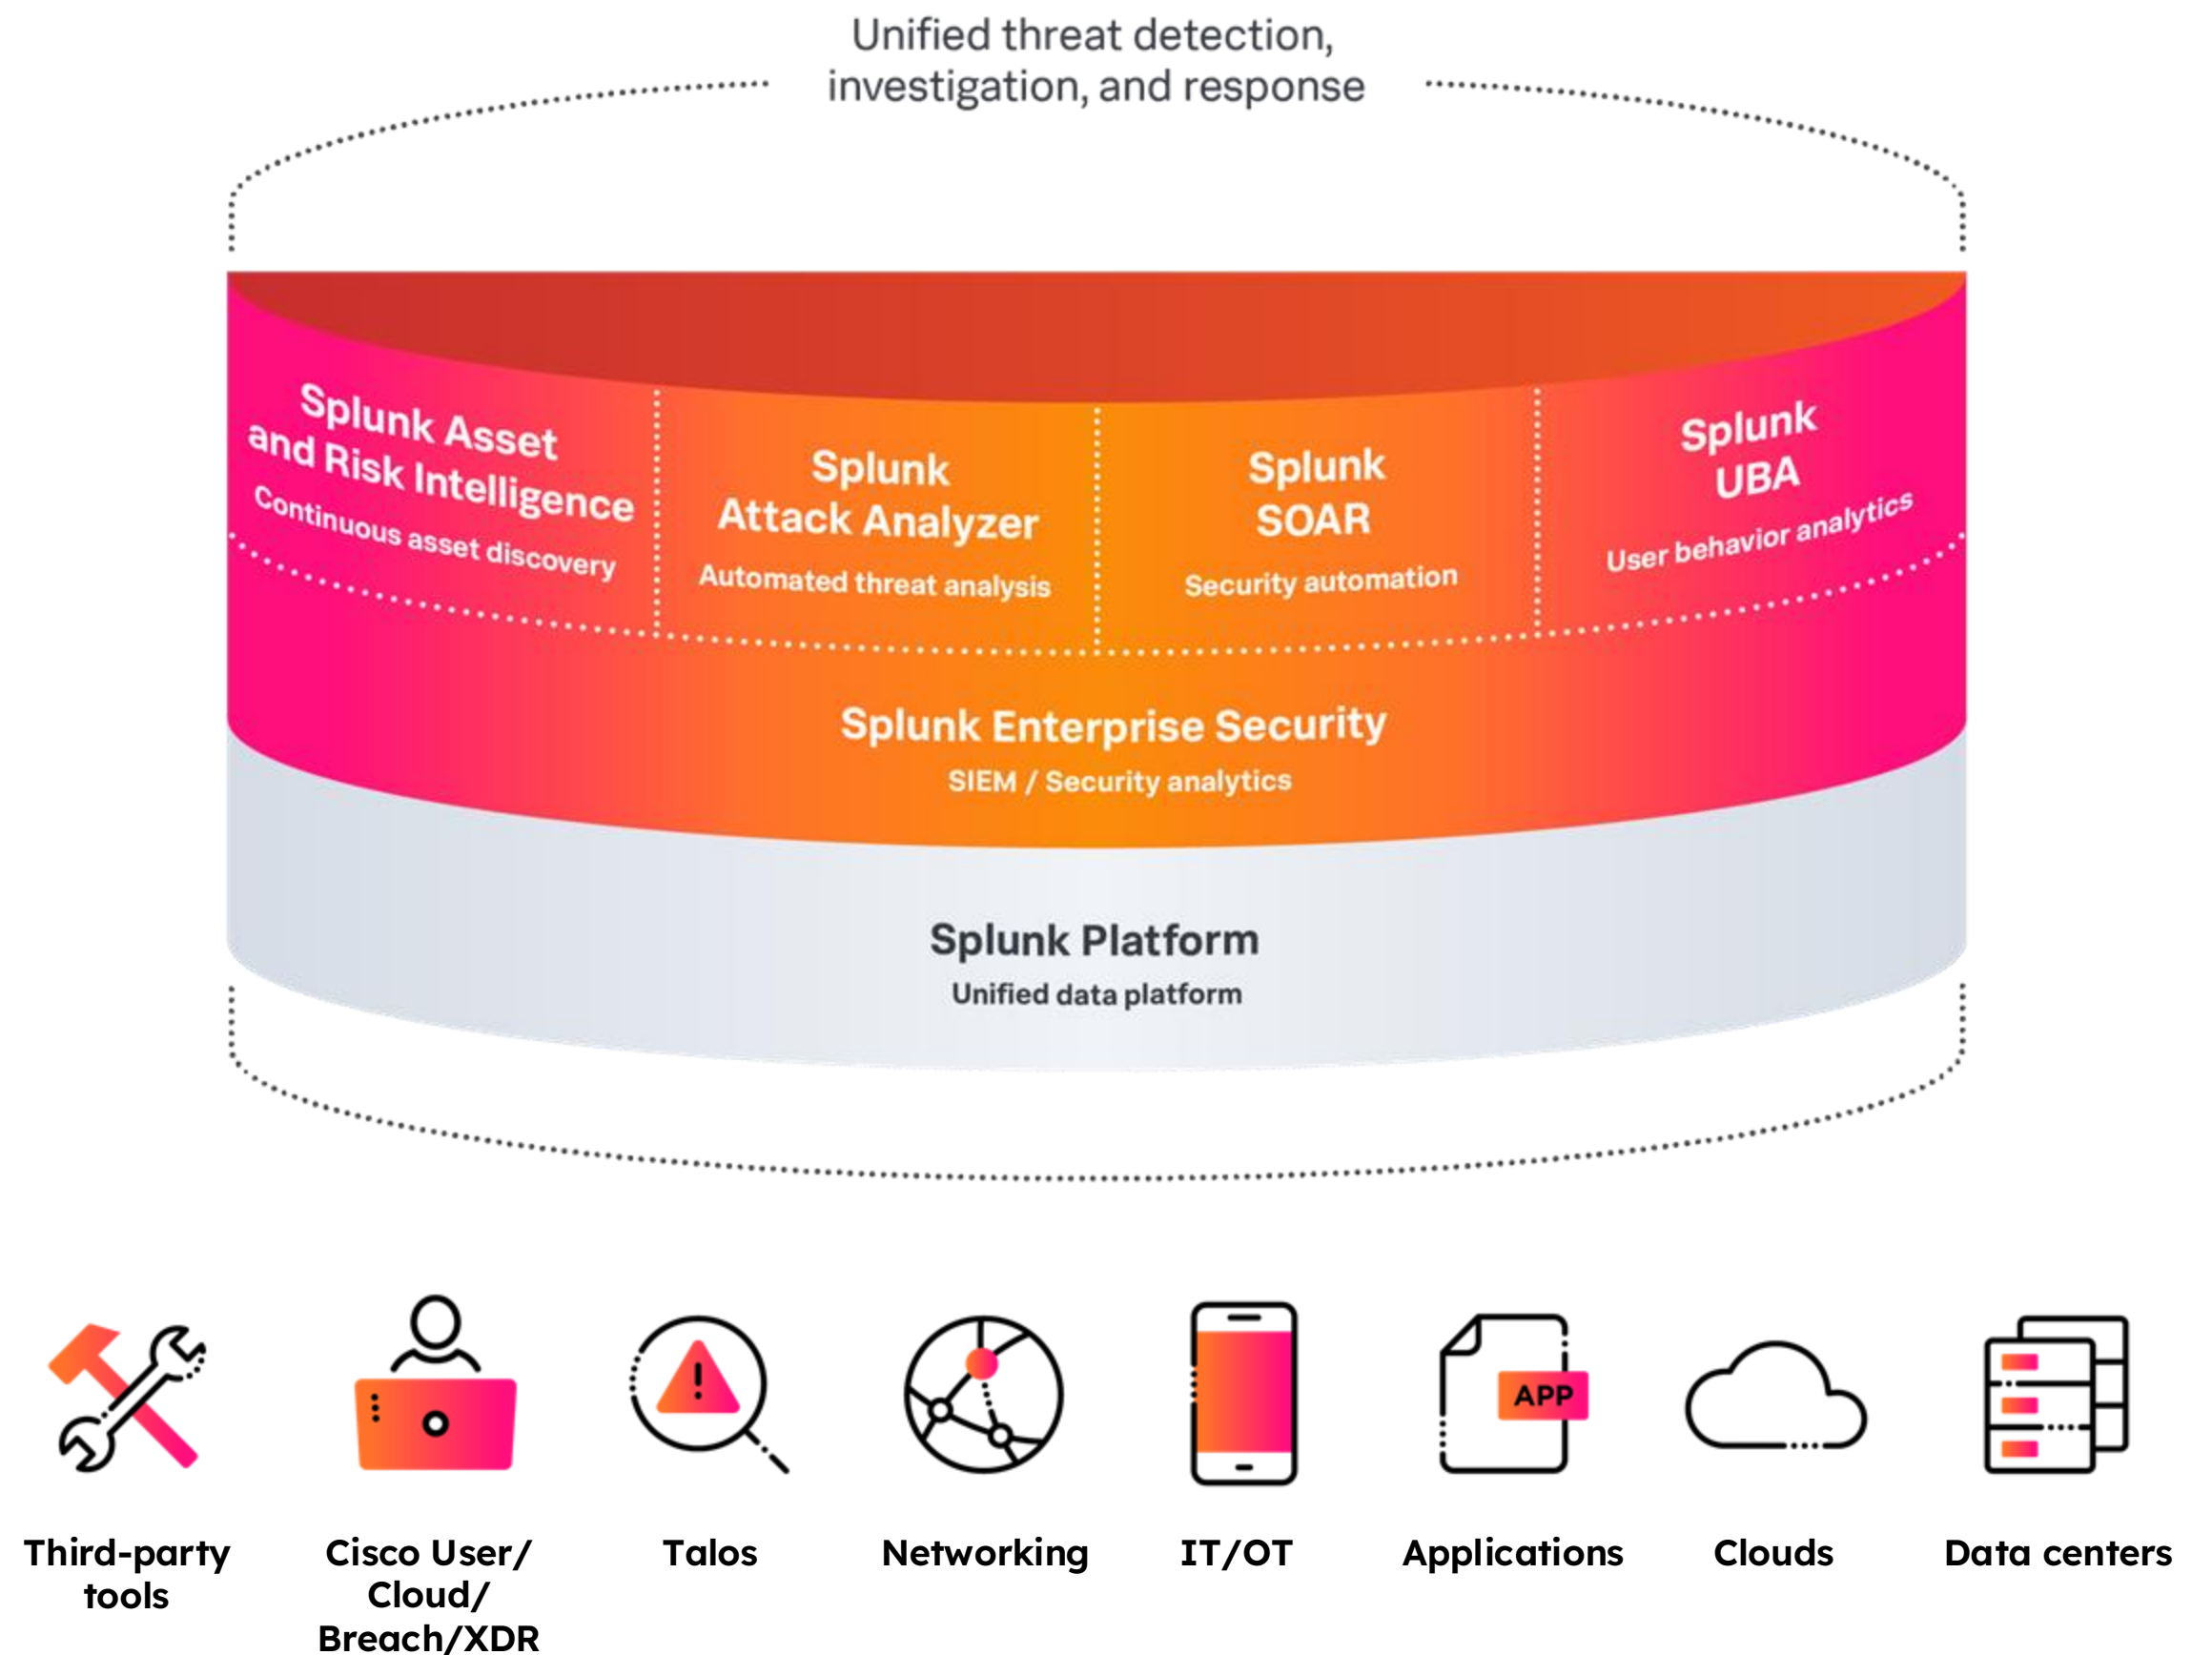 Unified threat detection,
investigation, and response
Splunk Asset
and Risk Intelligence
Continuous asset discovery
Splunk
Attack Analyzer
Automated threat analysis
Splunk
SOAR
Security automation
Splunk
UBA
User behavior analytics
Splunk Enterprise Security
SIEM / Security analytics
Splunk Platform
Unified data platform
APP
Third-party
tools
Cisco User/
Cloud/
Breach/XDR
Talos
Networking
IT/OT
Applications
Clouds
Data centers